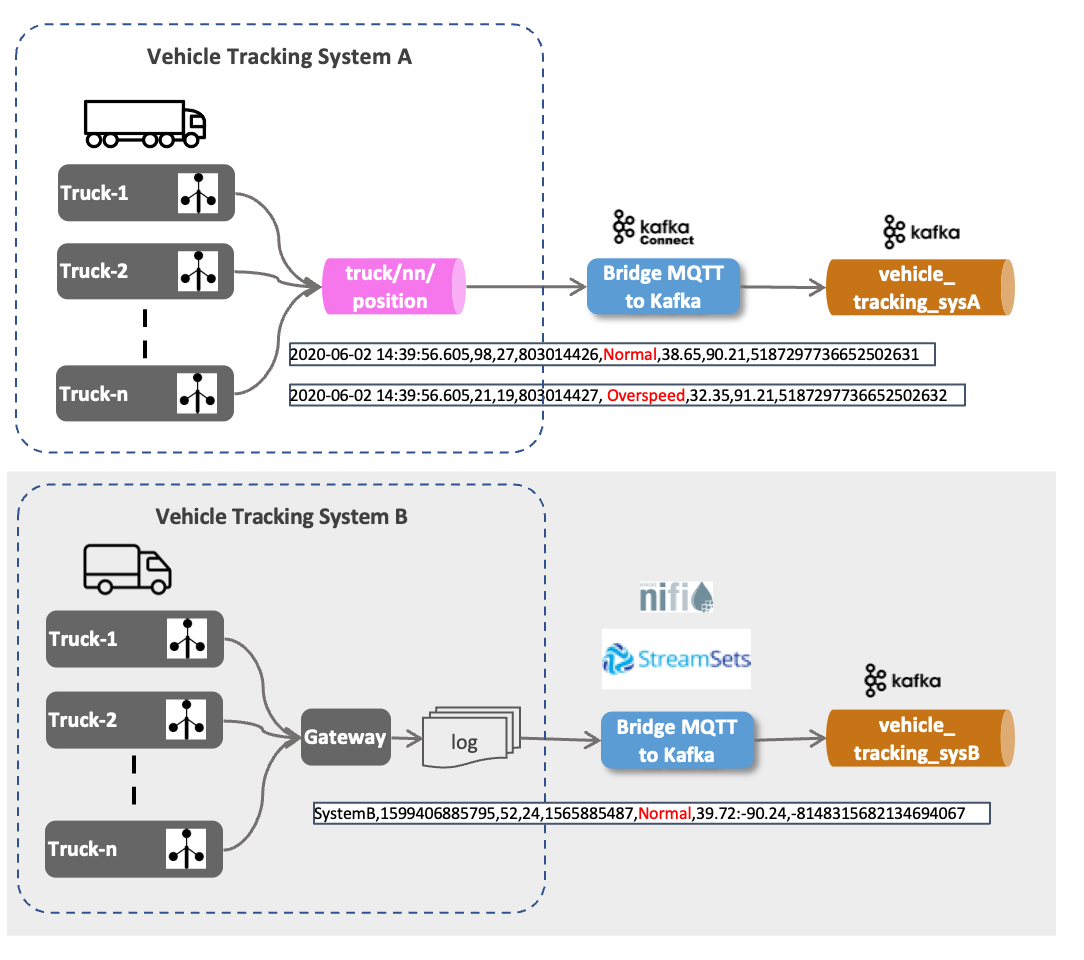 Vehicle Tracking System A
Truck-1
Truck-2
Truck-n
truck/nn/
position
kafka
Connect
Bridge MQTT
to Kafka
kafka
vehicle_
tracking_sysA
2020-06-02 14:39:56.605,98,27,803014426,Normal,38.65,90.21,5187297736652502631
2020-06-02 14:39:56.605,21,19,803014427, Overspeed,32.35,91.21,5187297736652502632
Vehicle Tracking System B
Truck-1
Truck-2
Truck-n
Gateway
log
nifi
StreamSets
Bridge MQTT
to Kafka
kafka
vehicle_
tracking_sysB
SystemB,1599406885795,52,24,1565885487,Normal,39.72:-90.24,-8148315682134694067